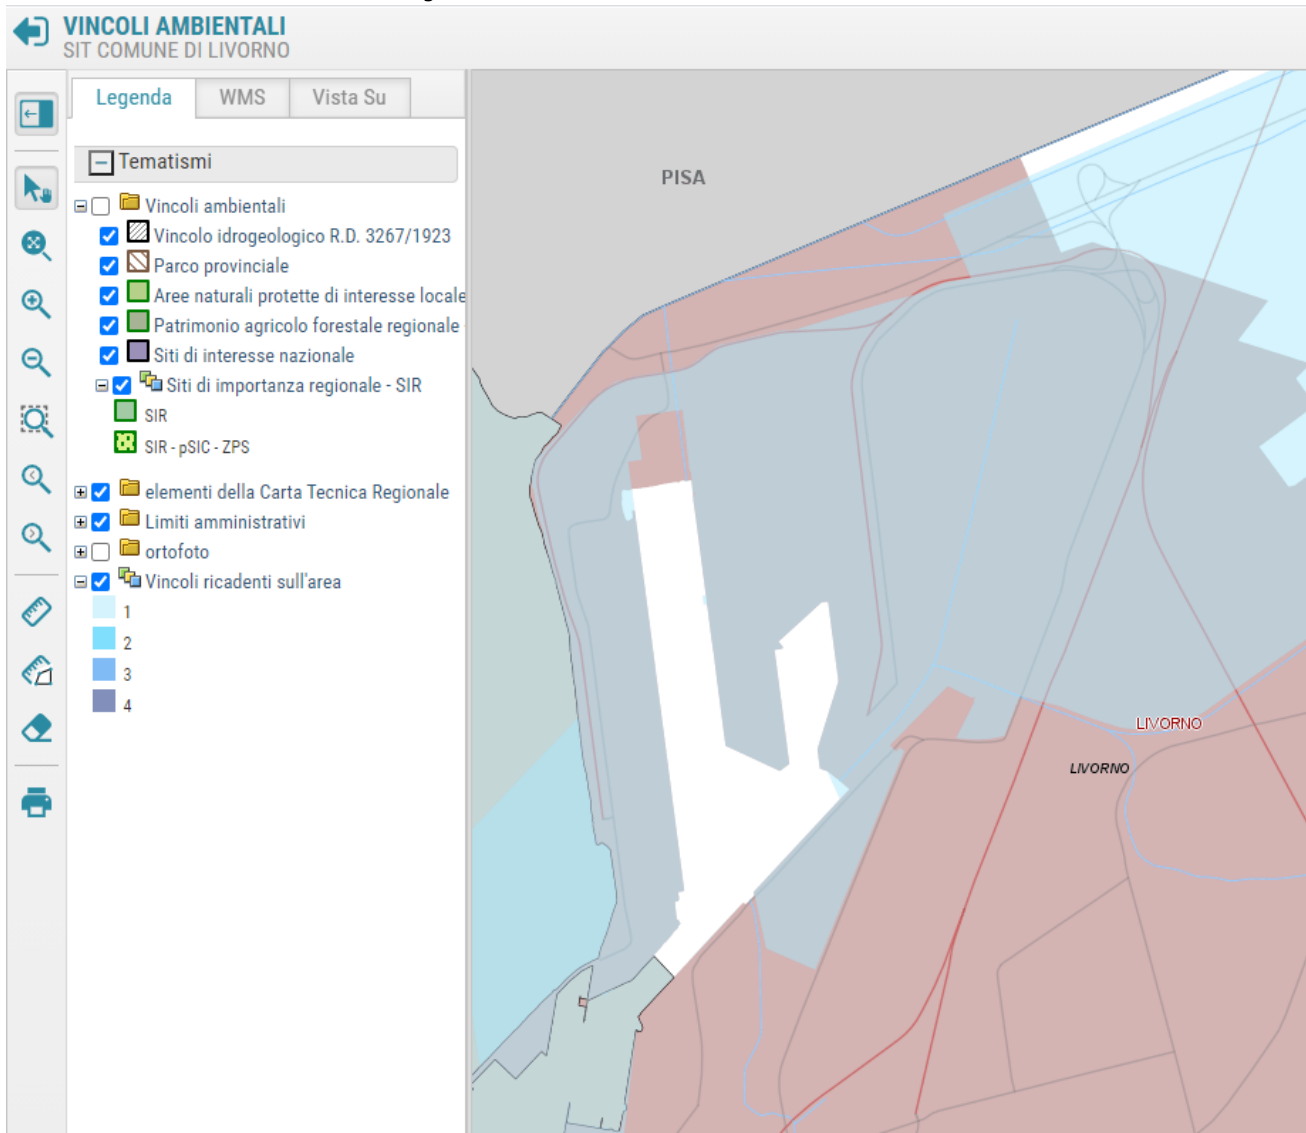 VINCOLI AMBIENTALI
SIT COMUNE DI LIVORNO
Legenda WMS Vista Su
Tematismi
Vincoli ambientali
Vincolo idrogeologico R.D. 3267/1923
Parco provinciale
Aree naturali protette di interesse locale
Patrimonio agricolo forestale regionale
Siti di interesse nazionale
Siti di importanza regionale - SIR
SIR
SIR - pSIC - ZPS
elementi della Carta Tecnica Regionale
Limiti amministrativi
ortofoto
Vincoli ricadenti sull'area
1
2
3
4
PISA
LIVORNO
LIVORNO